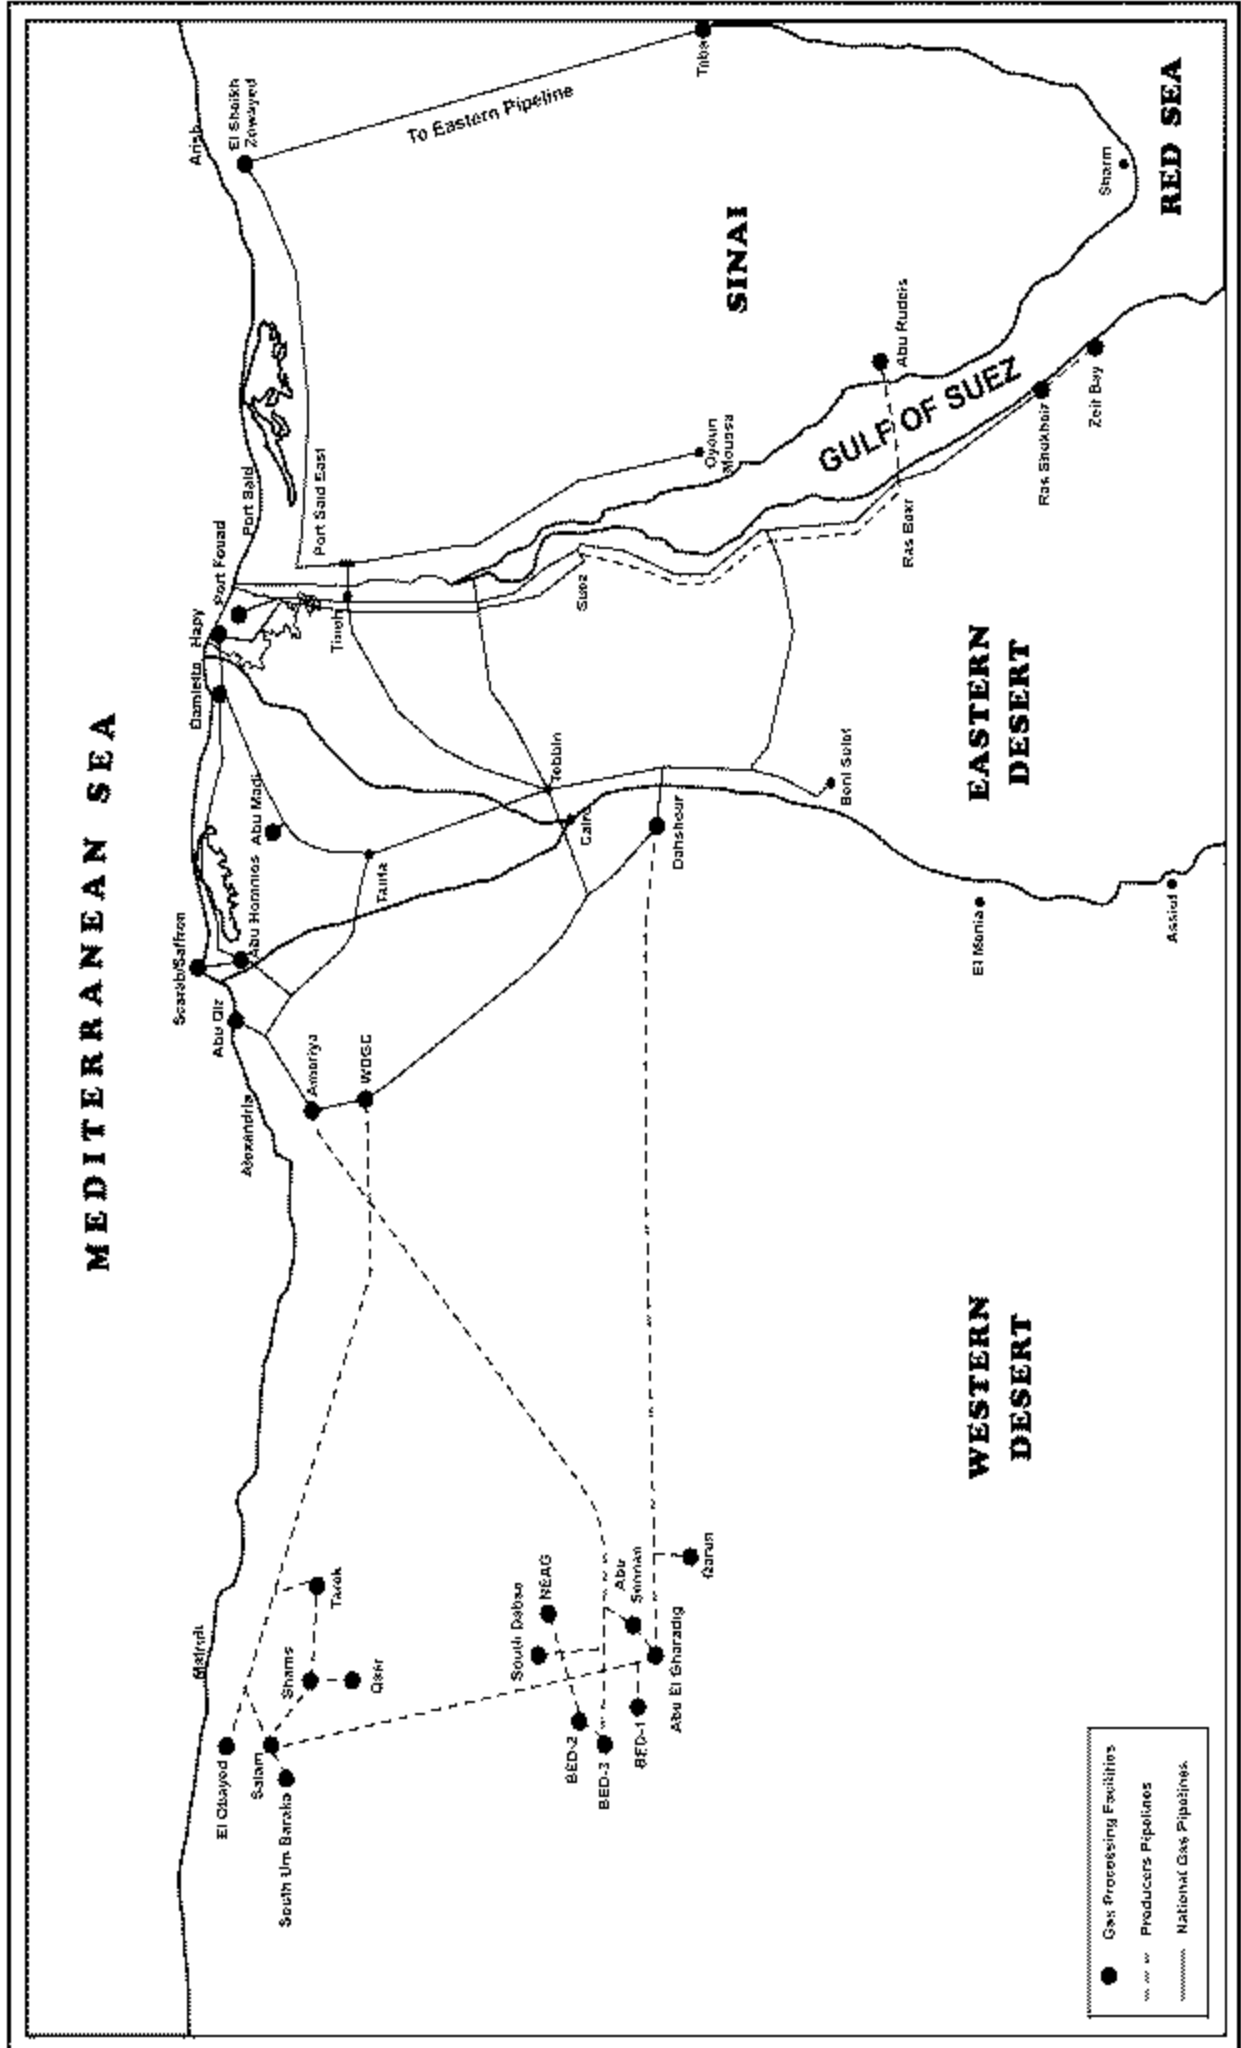 MEDITERRANEAN SEA
El Obayed
Salam
South Um Baraka
Matruh
Shams
Qasr
Tarek
BED-2
BED-3
BED-1
South Dabaa
NEAG
Abu
Sennan
Abu El Gharadig
Qarun
Alexandria
Ameriya
WDGC
Abu Qir
Scarab/Saffron
Abu Hommos
Abu Madi
Tanta
Damietta
Hapy
Port Fouad
Port Said
Port Said East
Tineh
Tebbin
Cairo
Dahshour
Beni Suief
El Mania
Assiut
Suez
Oyoun
Moussa
Arish
El Sheikh
Zowayed
To Eastern Pipeline
Taba
SINAI
Abu Rudeis
GULF OF SUEZ
Ras Bakr
Ras Shukheir
Zeit Bay
Sharm
RED SEA
EASTERN
DESERT
WESTERN
DESERT
Gas Processing Facilities
Producers Pipelines
National Gas Pipelines